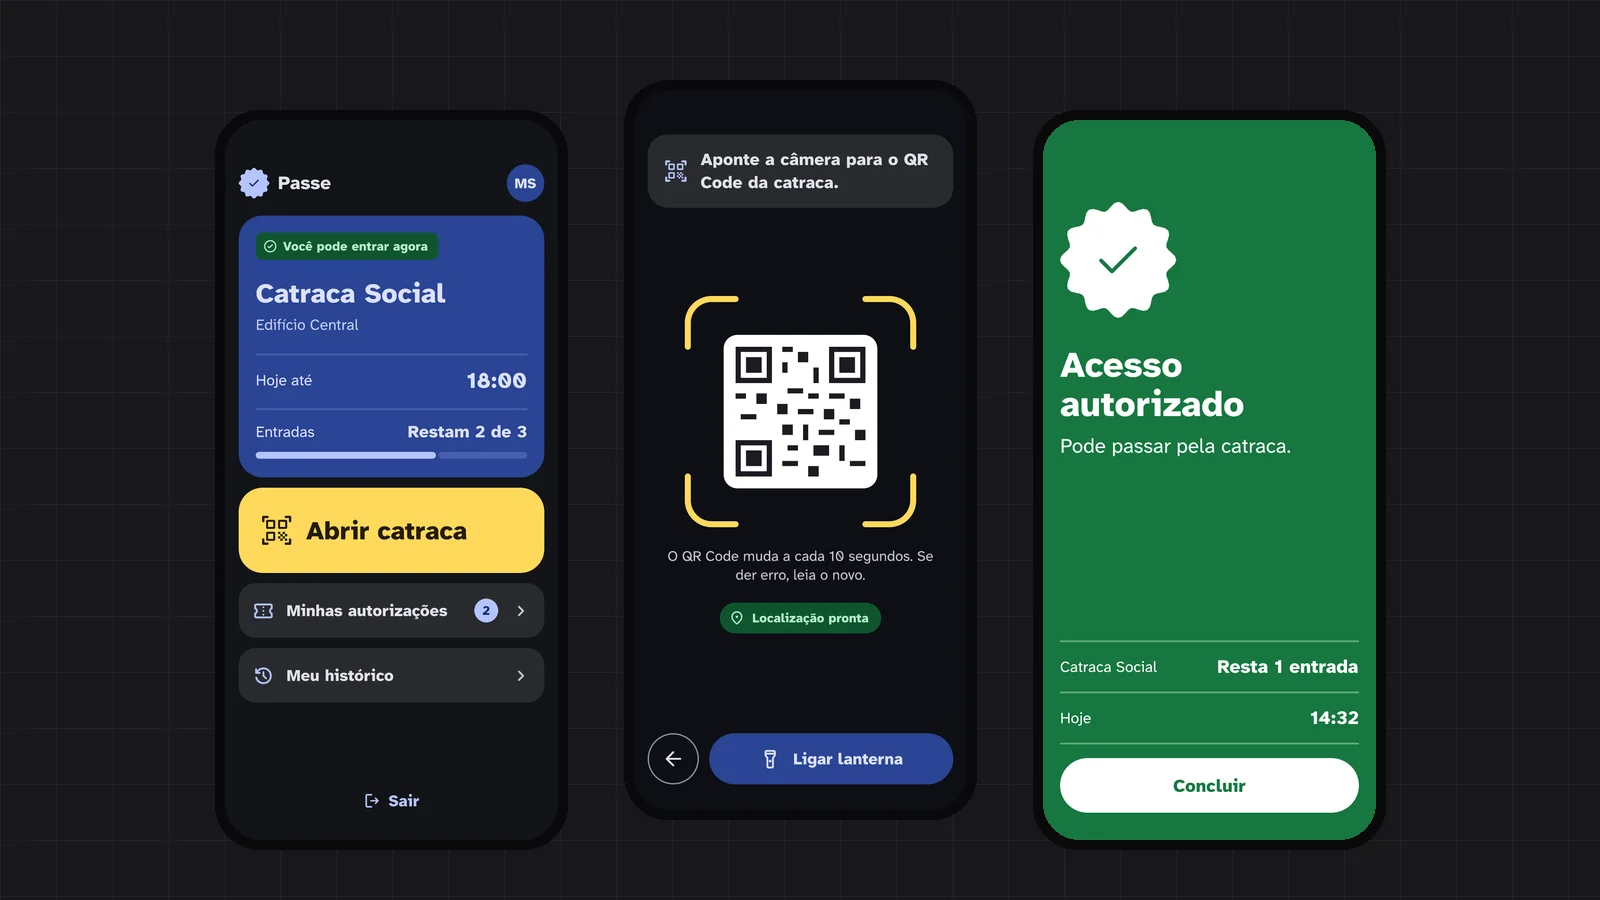 Passe
MS
Você pode entrar agora
Catraca Social
Edifício Central
Hoje até 18:00
Entradas Restam 2 de 3
Abrir catraca
Minhas autorizações 2
Meu histórico
Sair
Aponte a câmera para o QR
Code da catraca.
O QR Code muda a cada 10 segundos. Se
der erro, leia o novo.
Localização pronta
Ligar lanterna
Acesso
autorizado
Pode passar pela catraca.
Catraca Social Resta 1 entrada
Hoje 14:32
Concluir